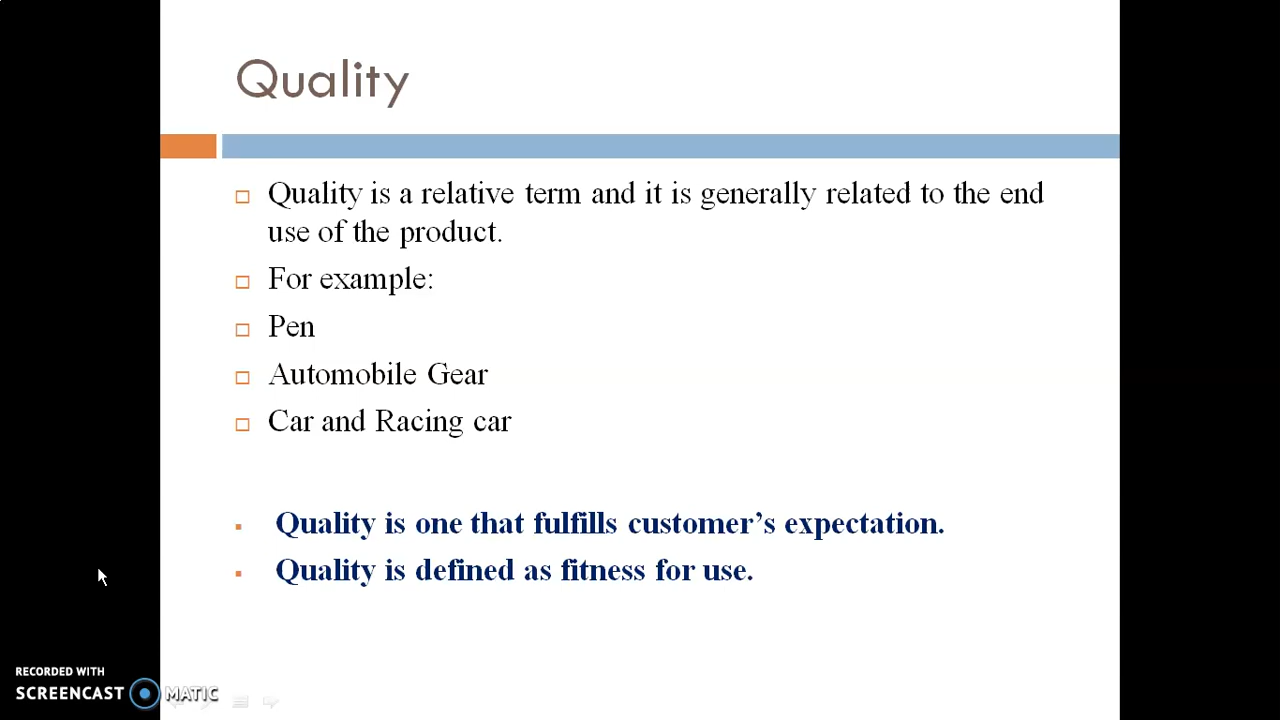 Quality
Quality is a relative term and it is generally related to the end
use of the product.
For example:
Pen
Automobile Gear
Car and Racing car
Quality is one that fulfills customer’s expectation.
Quality is defined as fitness for use.
RECORDED WITH
SCREENCAST MATIC